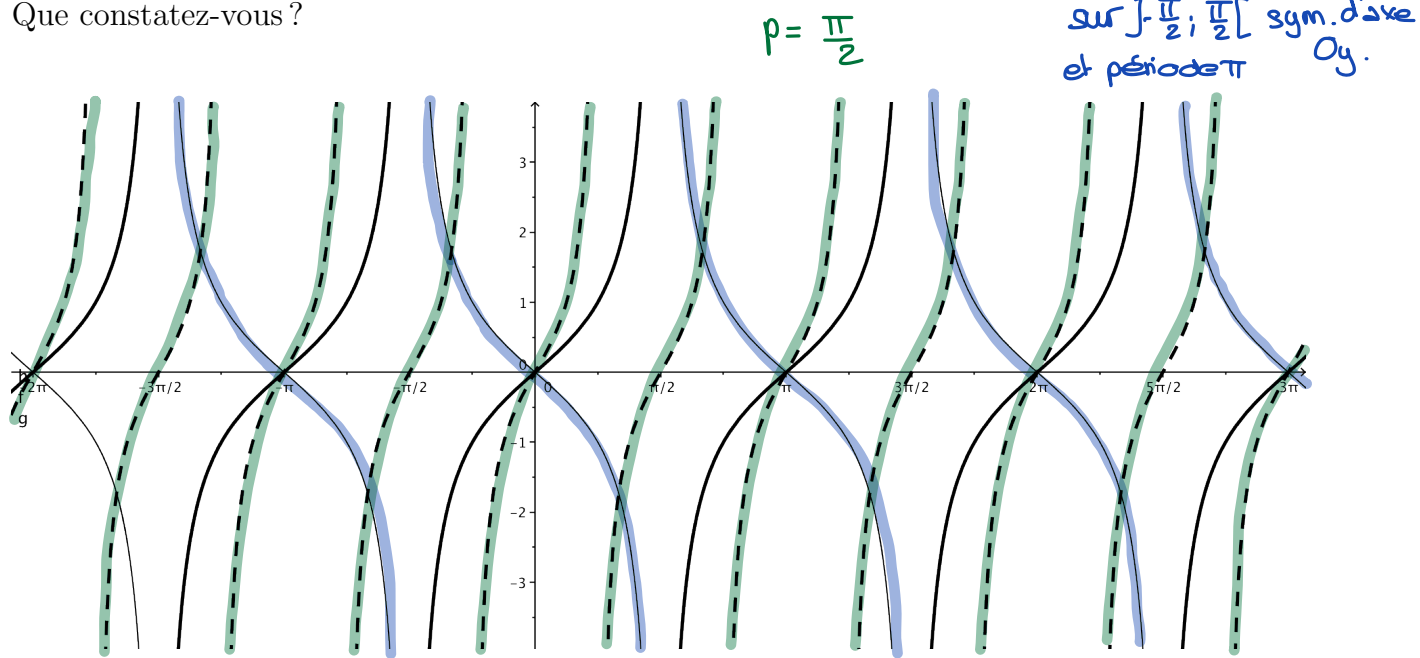 Que constatez-vous ?
p = π/2
sur ]-π/2 ; π/2[ sym. d'axe
Oy.
et période π
3
2
1
0
-2π -3π/2 -π -π/2 0 π/2 π 3π/2 2π 5π/2 3π
h
f
g
-1
-2
-3